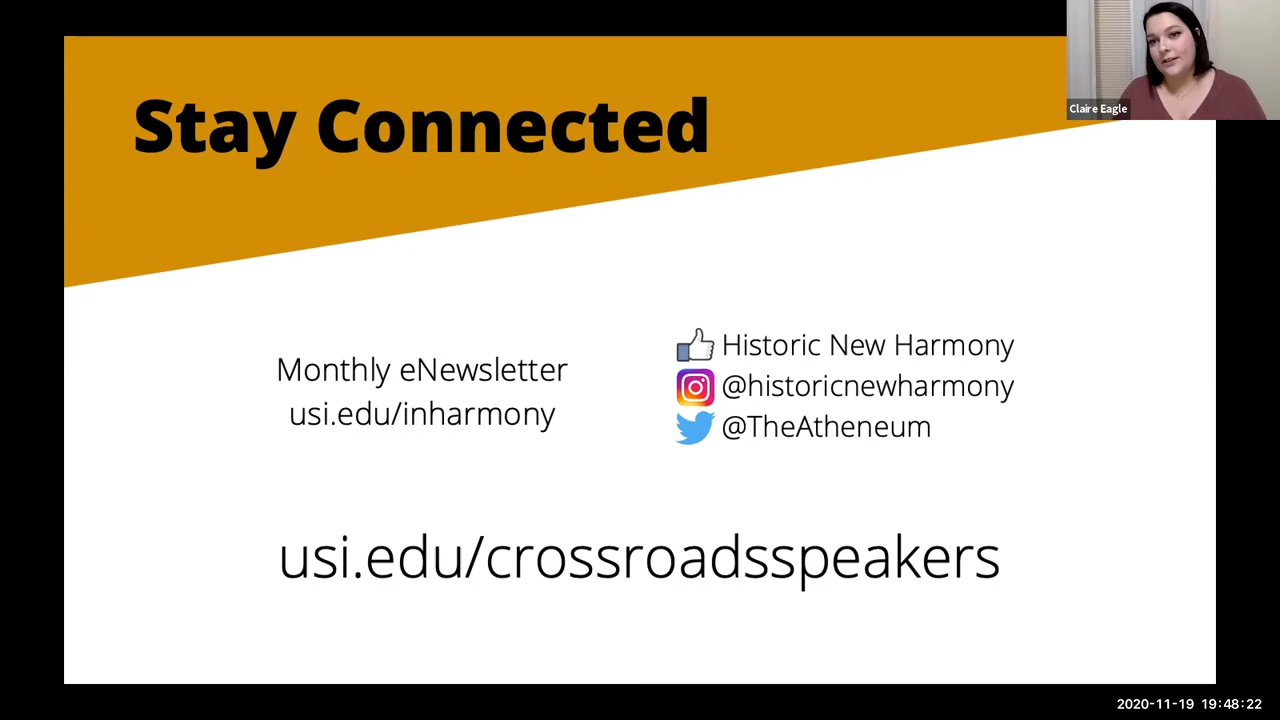 Stay Connected
Claire Eagle
Monthly eNewsletter
usi.edu/inharmony
Historic New Harmony
@historicnewharmony
@TheAtheneum
usi.edu/crossroadsspeakers
2020-11-19 19:48:22